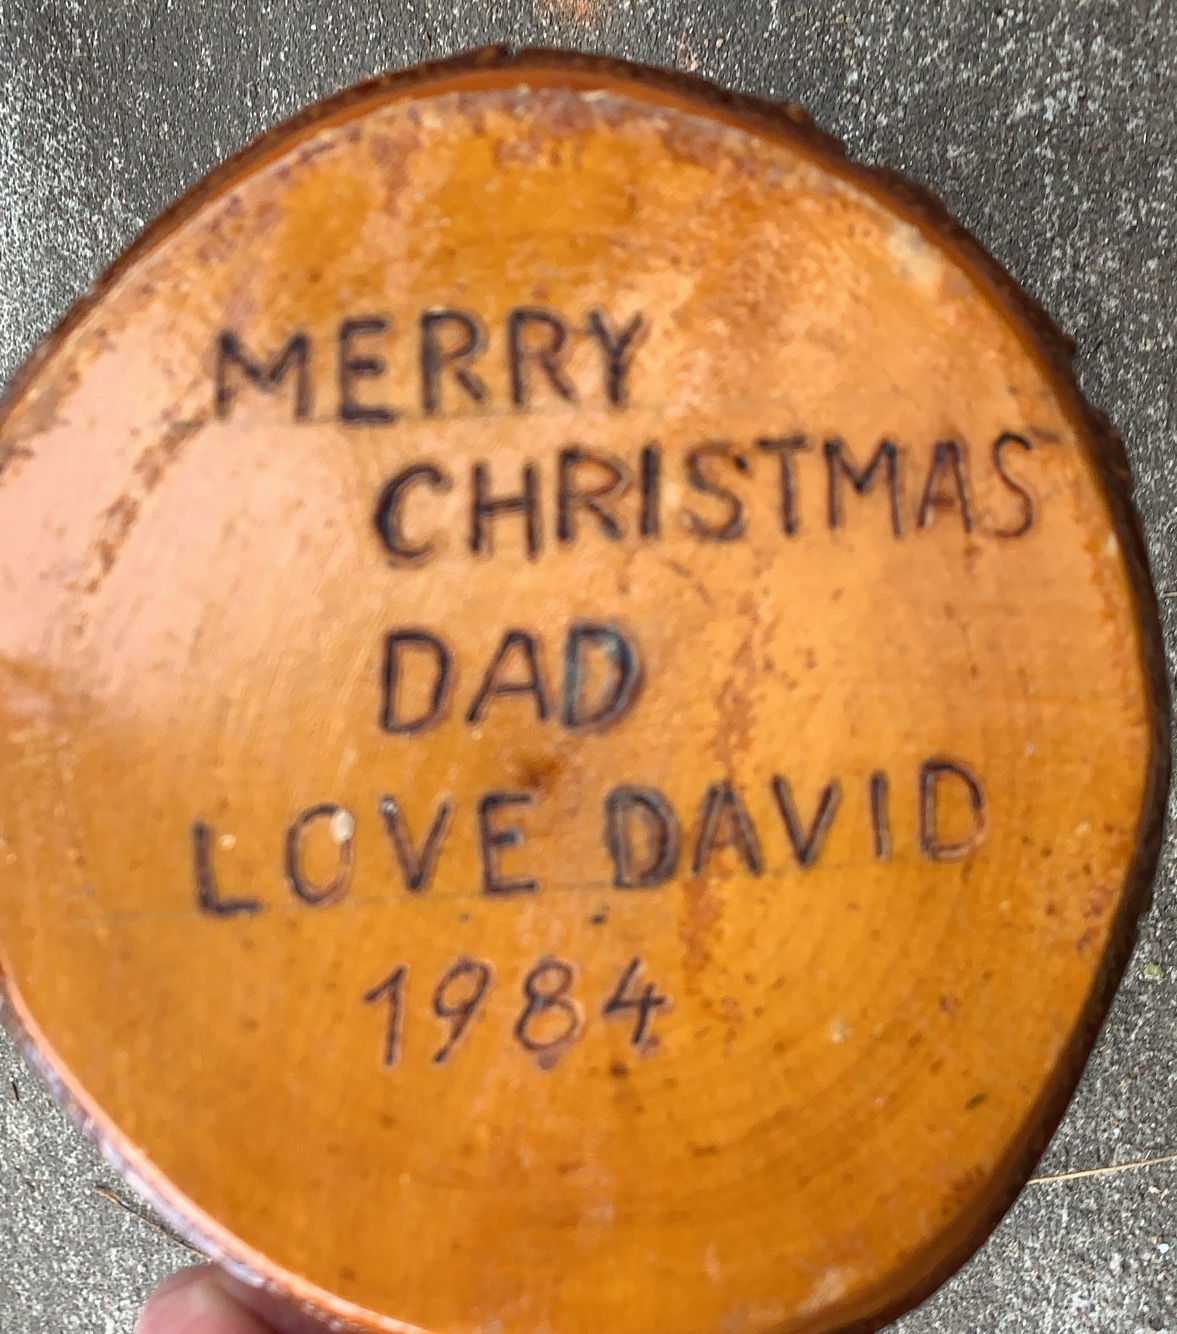 MERRY
CHRISTMAS
DAD
LOVE DAVID
1984